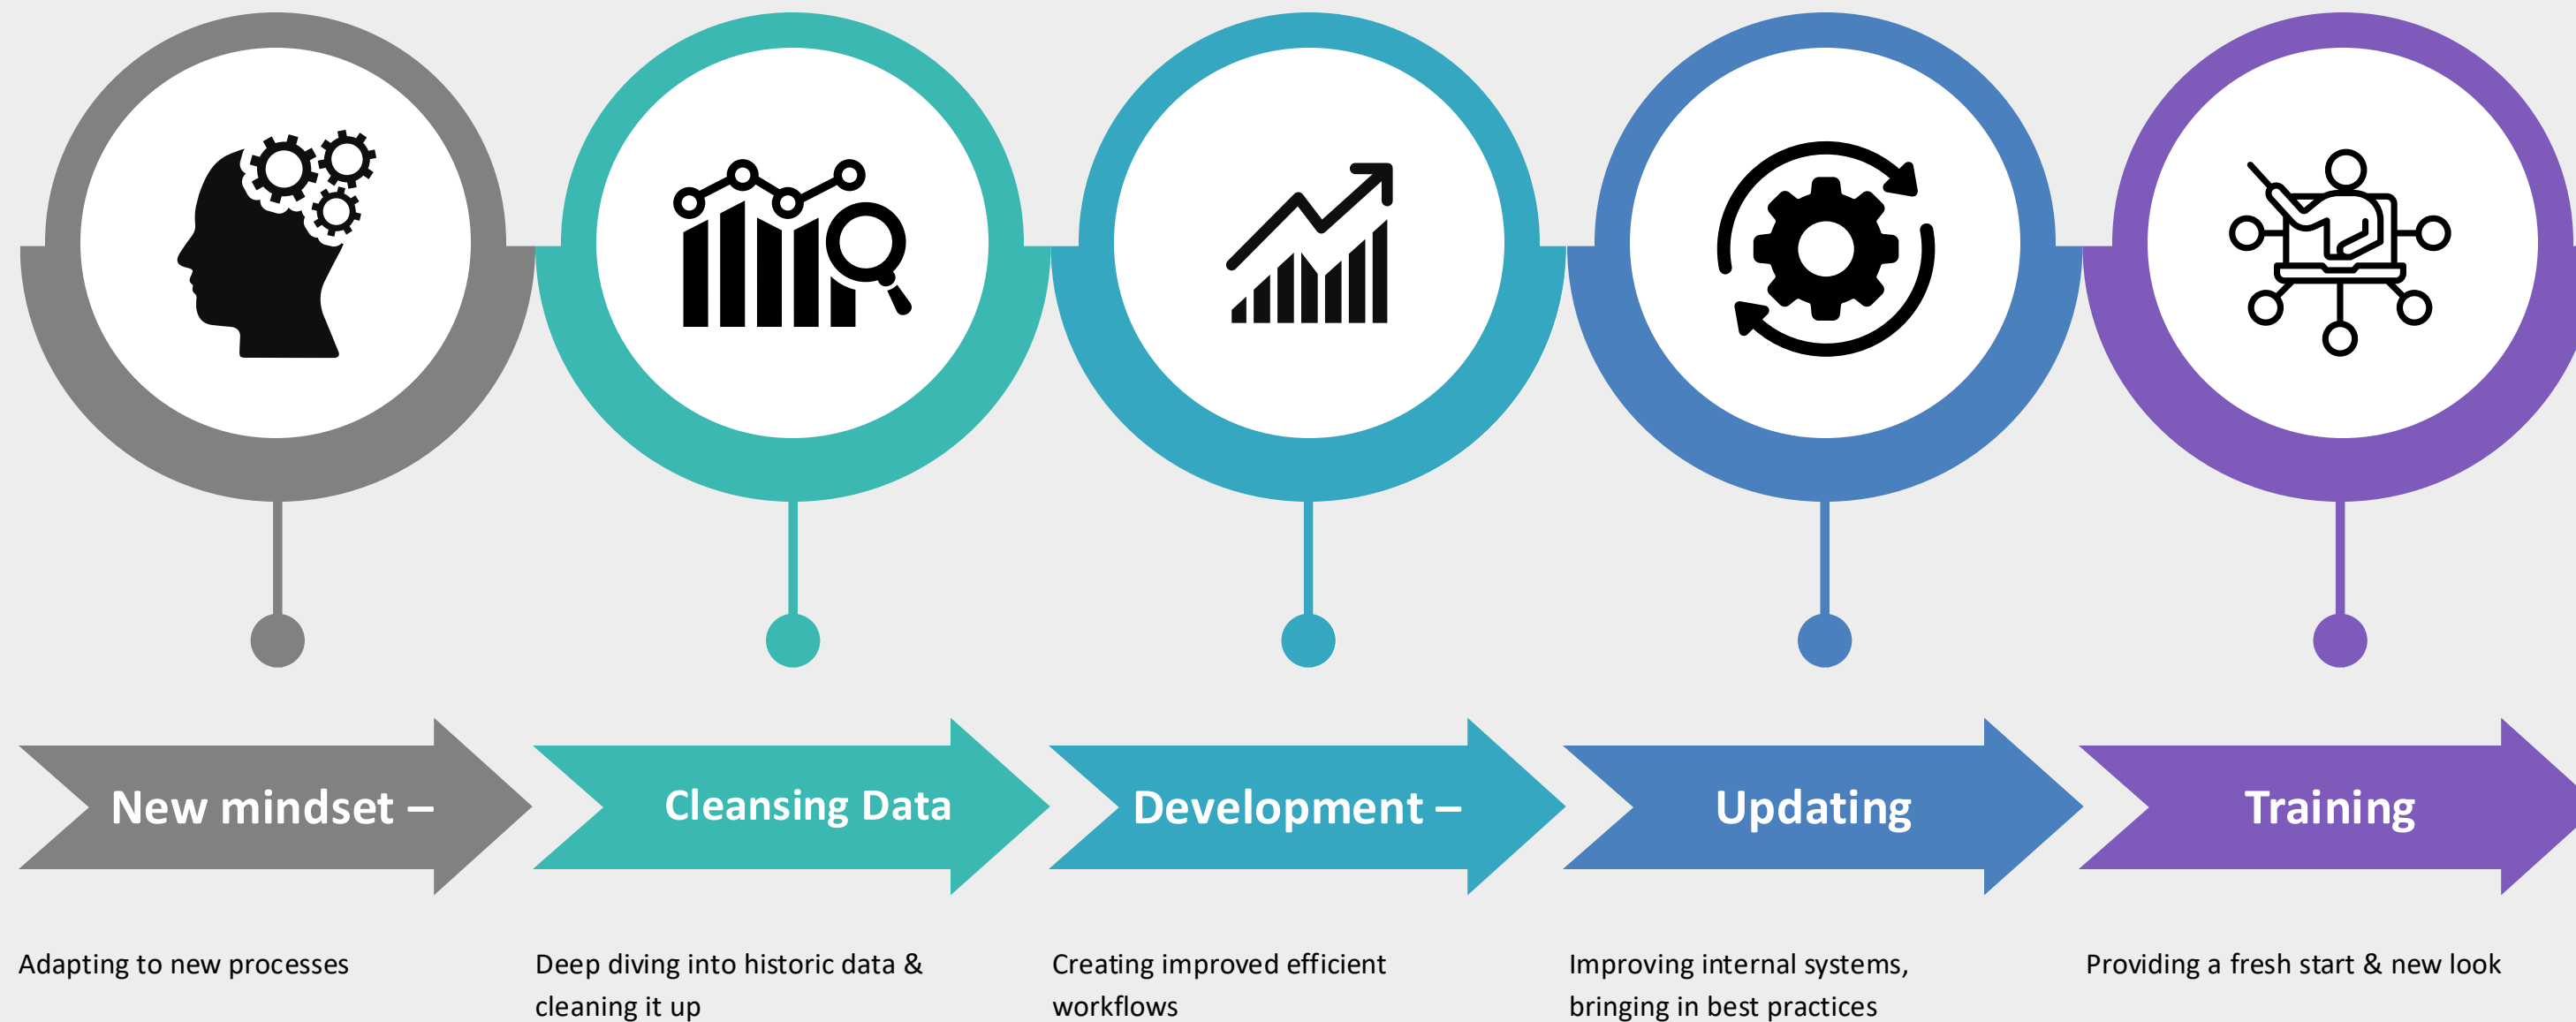 New mindset –
Cleansing Data
Development –
Updating
Training
Adapting to new processes
Deep diving into historic data &
cleaning it up
Creating improved efficient
workflows
Improving internal systems,
bringing in best practices
Providing a fresh start & new look